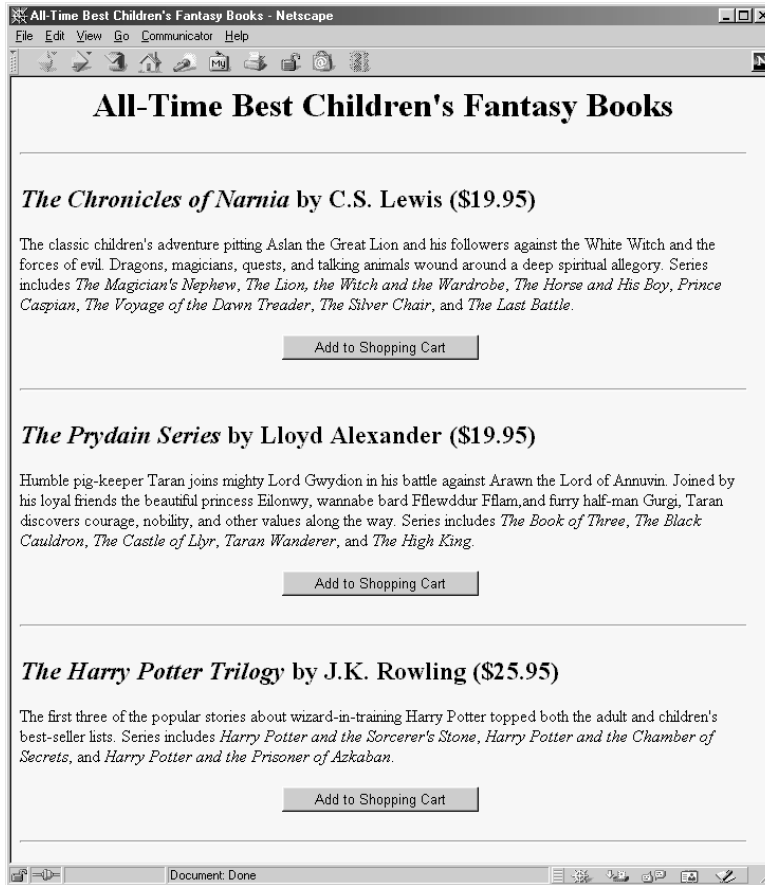 All-Time Best Children's Fantasy Books - Netscape
File Edit View Go Communicator Help
My
N
All-Time Best Children's Fantasy Books
The Chronicles of Narnia by C.S. Lewis ($19.95)
The classic children's adventure pitting Aslan the Great Lion and his followers against the White Witch and the
forces of evil. Dragons, magicians, quests, and talking animals wound around a deep spiritual allegory. Series
includes The Magician's Nephew, The Lion, the Witch and the Wardrobe, The Horse and His Boy, Prince
Caspian, The Voyage of the Dawn Treader, The Silver Chair, and The Last Battle.
Add to Shopping Cart
The Prydain Series by Lloyd Alexander ($19.95)
Humble pig-keeper Taran joins mighty Lord Gwydion in his battle against Arawn the Lord of Annuvin. Joined by
his loyal friends the beautiful princess Eilonwy, wannabe bard Fflewddur Fflam,and furry half-man Gurgi, Taran
discovers courage, nobility, and other values along the way. Series includes The Book of Three, The Black
Cauldron, The Castle of Llyr, Taran Wanderer, and The High King.
Add to Shopping Cart
The Harry Potter Trilogy by J.K. Rowling ($25.95)
The first three of the popular stories about wizard-in-training Harry Potter topped both the adult and children's
best-seller lists. Series includes Harry Potter and the Sorcerer's Stone, Harry Potter and the Chamber of
Secrets, and Harry Potter and the Prisoner of Azkaban.
Add to Shopping Cart
Document: Done